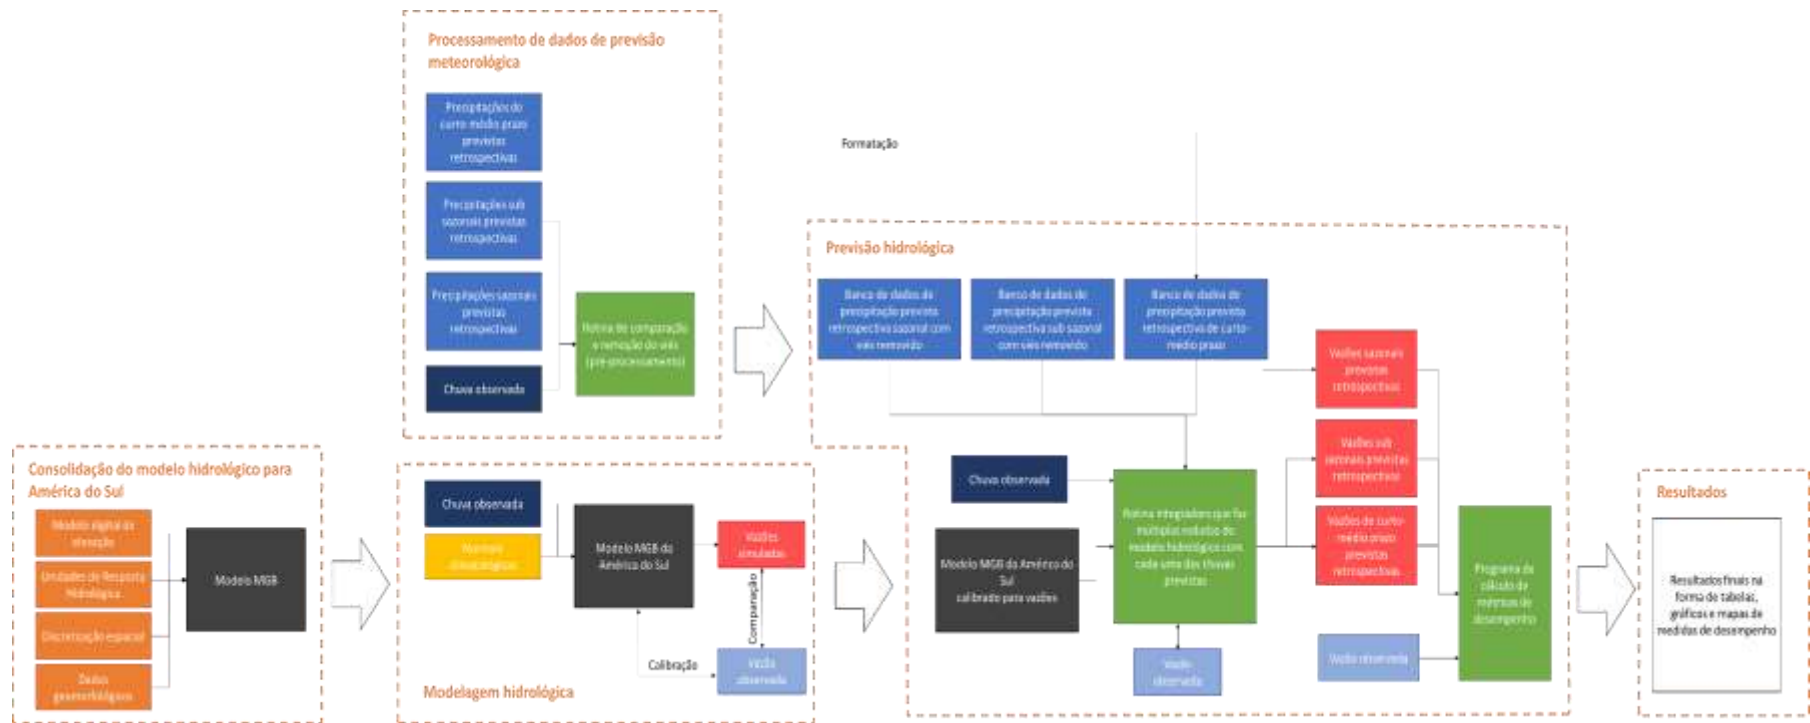 Processamento de dados de previsão
meteorológica
Precipitações do
curto médio prazo
previstas
retrospectivas
Precipitações sub
sazonais previstas
retrospectivas
Precipitações sazonais
previstas
retrospectivas
Chuva observada
Rotina de comparação
e remoção do viés
(pré-processamento)
Formatação
Previsão hidrológica
Banco de dados de
precipitação prevista
retrospectiva sazonal com
viés removido
Banco de dados de
precipitação prevista
retrospectiva sub sazonal
com viés removido
Banco de dados de
precipitação prevista
retrospectiva de curto-
médio prazo
Vazões sazonais
previstas
retrospectivas
Vazões sub
sazonais previstas
retrospectivas
Vazões de curto-
médio prazo
previstas
retrospectivas
Chuva observada
Modelo MGB da América do
Sul
calibrado para vazões
Rotina integradora que faz
múltiplas rodadas do
modelo hidrológico com
cada uma das chuvas
previstas
Vazão
observada
Vazão observada
Programa de
cálculo de
métricas de
desempenho
Consolidação do modelo hidrológico para
América do Sul
Modelo digital de
elevação
Unidades de Resposta
Hidrológica
Discretização espacial
Dados
geomorfológicos
Modelo MGB
Chuva observada
Normais
climatológicas
Modelo MGB da
América do Sul
Vazões
simuladas
Comparação
Calibração
Vazão
observada
Modelagem hidrológica
Resultados
Resultados finais na
forma de tabelas,
gráficos e mapas de
medidas de desempenho